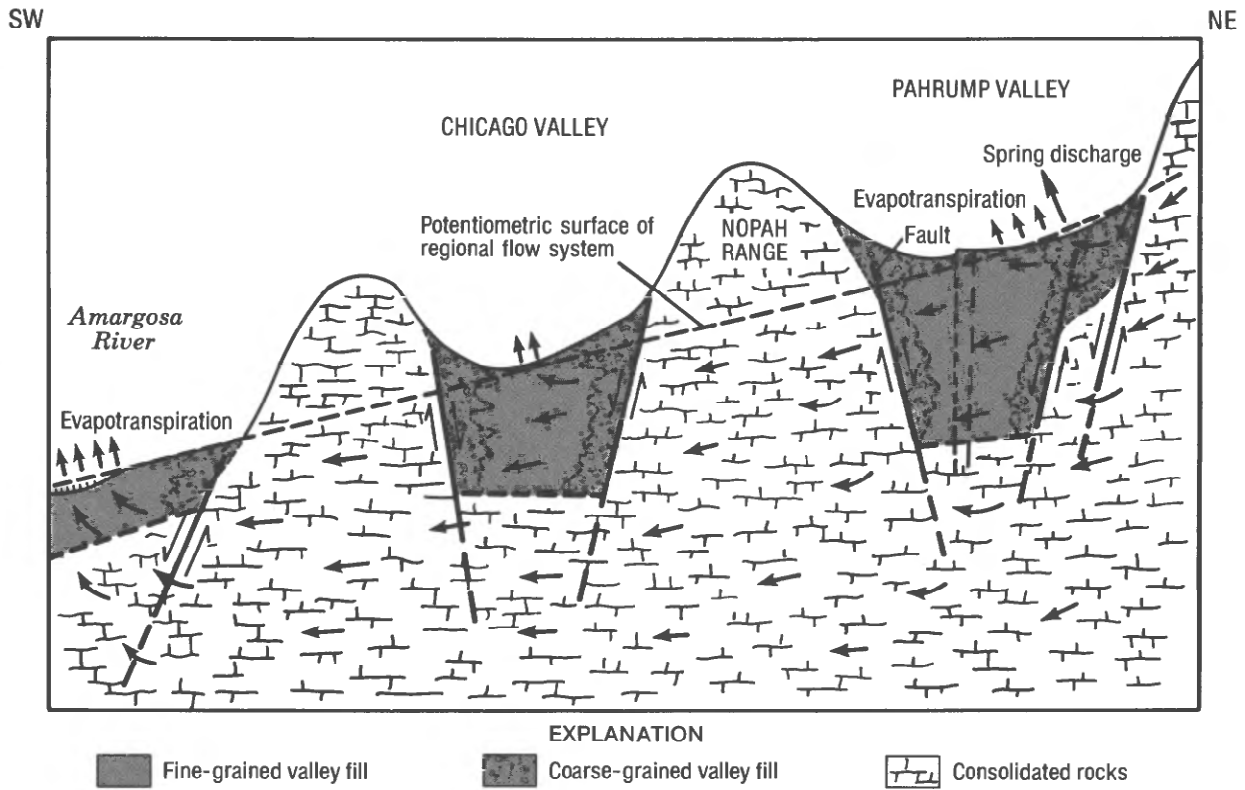 SW
NE
PAHRUMP VALLEY
CHICAGO VALLEY
Spring discharge
Evapotranspiration
Potentiometric surface of
regional flow system
NOPAH
RANGE
Fault
Amargosa
River
Evapotranspiration
EXPLANATION
Fine-grained valley fill
Coarse-grained valley fill
Consolidated rocks